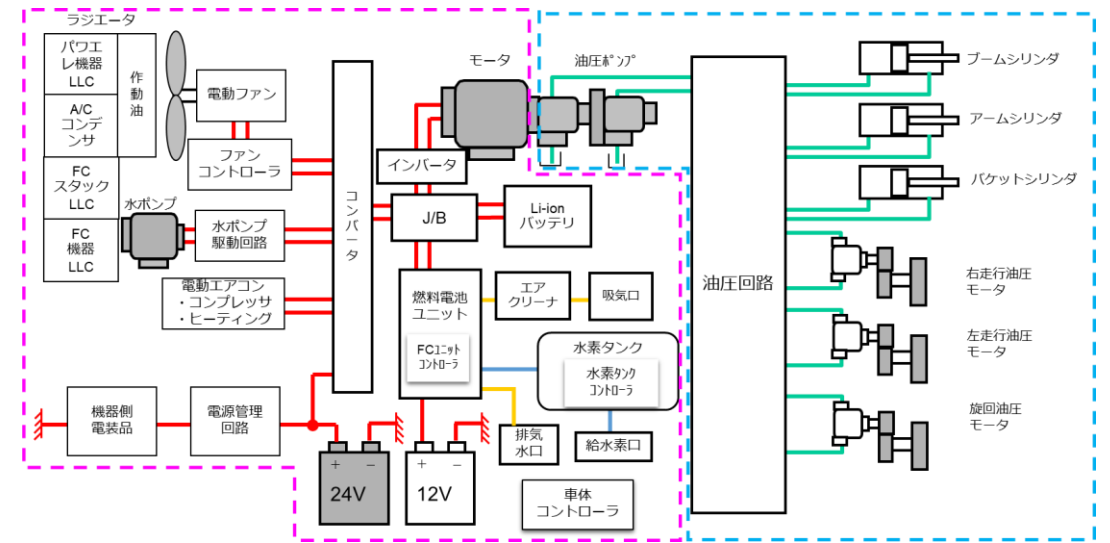 ラジエータ
パワエ
レ機器
LLC
作
動
油
A/C
コンデ
ンサ
FC
スタック
LLC
FC
機器
LLC
電動ファン
ファン
コントローラ
水ポンプ
水ポンプ
駆動回路
電動エアコン
・コンプレッサ
・ヒーティング
機器側
電装品
電源管理
回路
コ
ン
バ
ー
タ
モータ
インバータ
J/B
Li-ion
バッテリ
燃料電池
ユニット
FCユニット
コントローラ
エア
クリーナ
吸気口
水素タンク
水素タンク
コントローラ
排気
水口
給水素口
+ −
24V
+ −
12V
車体
コントローラ
油圧ポンプ
油圧回路
ブームシリンダ
アームシリンダ
バケットシリンダ
右走行油圧
モータ
左走行油圧
モータ
旋回油圧
モータ